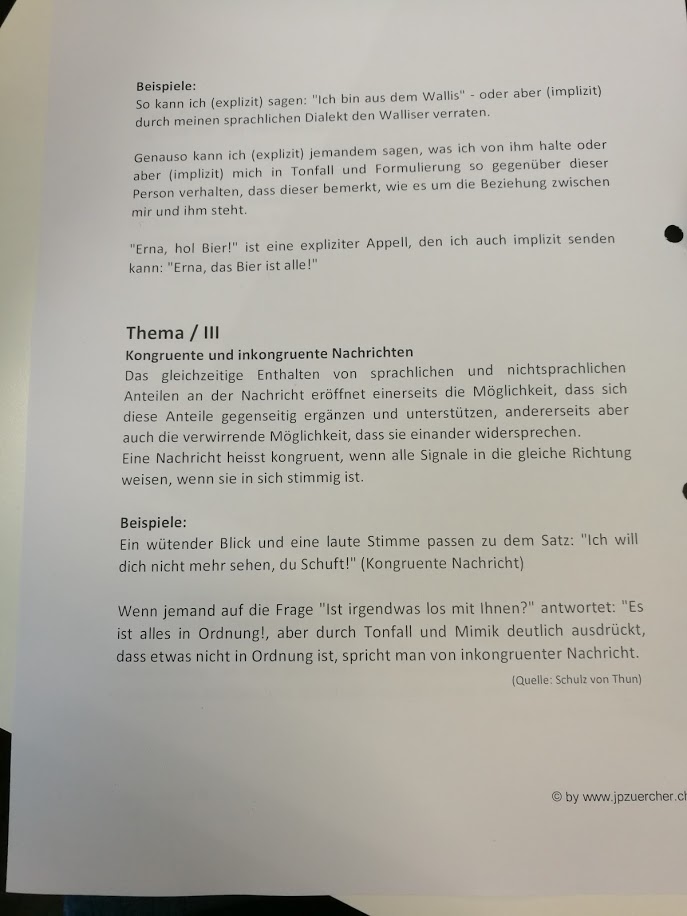 Beispiele:
So kann ich (explizit) sagen: "Ich bin aus dem Wallis" - oder aber (implizit)
durch meinen sprachlichen Dialekt den Walliser verraten.
Genauso kann ich (explizit) jemandem sagen, was ich von ihm halte oder
aber (implizit) mich in Tonfall und Formulierung so gegenüber dieser
Person verhalten, dass dieser bemerkt, wie es um die Beziehung zwischen
mir und ihm steht.
"Erna, hol Bier!" ist eine expliziter Appell, den ich auch implizit senden
kann: "Erna, das Bier ist alle!"
Thema / III
Kongruente und inkongruente Nachrichten
Das gleichzeitige Enthalten von sprachlichen und nichtsprachlichen
Anteilen an der Nachricht eröffnet einerseits die Möglichkeit, dass sich
diese Anteile gegenseitig ergänzen und unterstützen, andererseits aber
auch die verwirrende Möglichkeit, dass sie einander widersprechen.
Eine Nachricht heisst kongruent, wenn alle Signale in die gleiche Richtung
weisen, wenn sie in sich stimmig ist.
Beispiele:
Ein wütender Blick und eine laute Stimme passen zu dem Satz: "Ich will
dich nicht mehr sehen, du Schuft!" (Kongruente Nachricht)
Wenn jemand auf die Frage "Ist irgendwas los mit Ihnen?" antwortet: "Es
ist alles in Ordnung!, aber durch Tonfall und Mimik deutlich ausdrückt,
dass etwas nicht in Ordnung ist, spricht man von inkongruenter Nachricht.
(Quelle: Schulz von Thun)
© by www.jpzuercher.ch